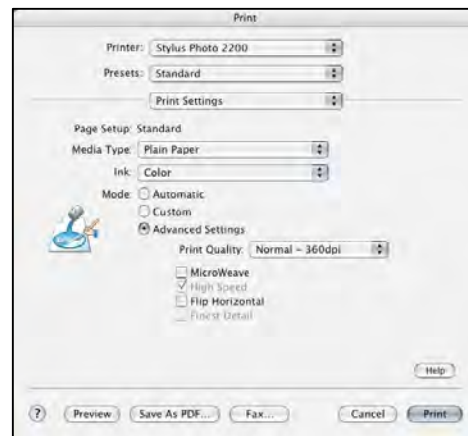 Print
Printer: Stylus Photo 2200
Presets: Standard
Print Settings
Page Setup: Standard
Media Type: Plain Paper
Ink: Color
Mode: Automatic
Custom
Advanced Settings
Print Quality: Normal – 360dpi
MicroWeave
High Speed
Flip Horizontal
Finest Detail
Help
? Preview Save As PDF... Fax... Cancel Print